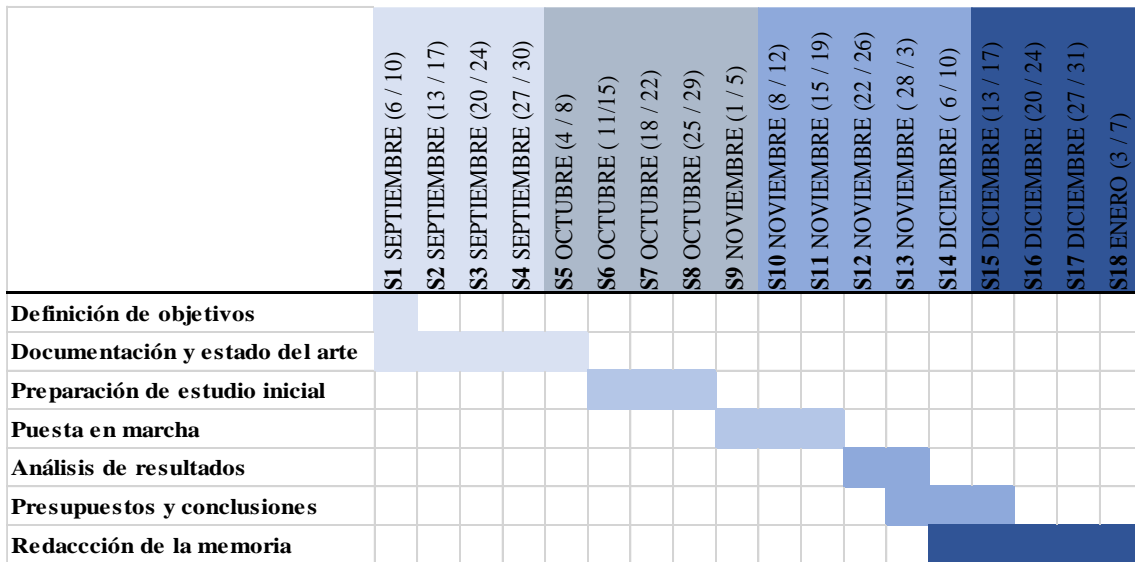 S1 SEPTIEMBRE (6 / 10)
S2 SEPTIEMBRE (13 / 17)
S3 SEPTIEMBRE (20 / 24)
S4 SEPTIEMBRE (27 / 30)
S5 OCTUBRE (4 / 8)
S6 OCTUBRE ( 11/15)
S7 OCTUBRE (18 / 22)
S8 OCTUBRE (25 / 29)
S9 NOVIEMBRE (1 / 5)
S10 NOVIEMBRE (8 / 12)
S11 NOVIEMBRE (15 / 19)
S12 NOVIEMBRE (22 / 26)
S13 NOVIEMBRE ( 28 / 3)
S14 DICIEMBRE ( 6 / 10)
S15 DICIEMBRE (13 / 17)
S16 DICIEMBRE (20 / 24)
S17 DICIEMBRE (27 / 31)
S18 ENERO (3 / 7)
Definición de objetivos
Documentación y estado del arte
Preparación de estudio inicial
Puesta en marcha
Análisis de resultados
Presupuestos y conclusiones
Redaccción de la memoria